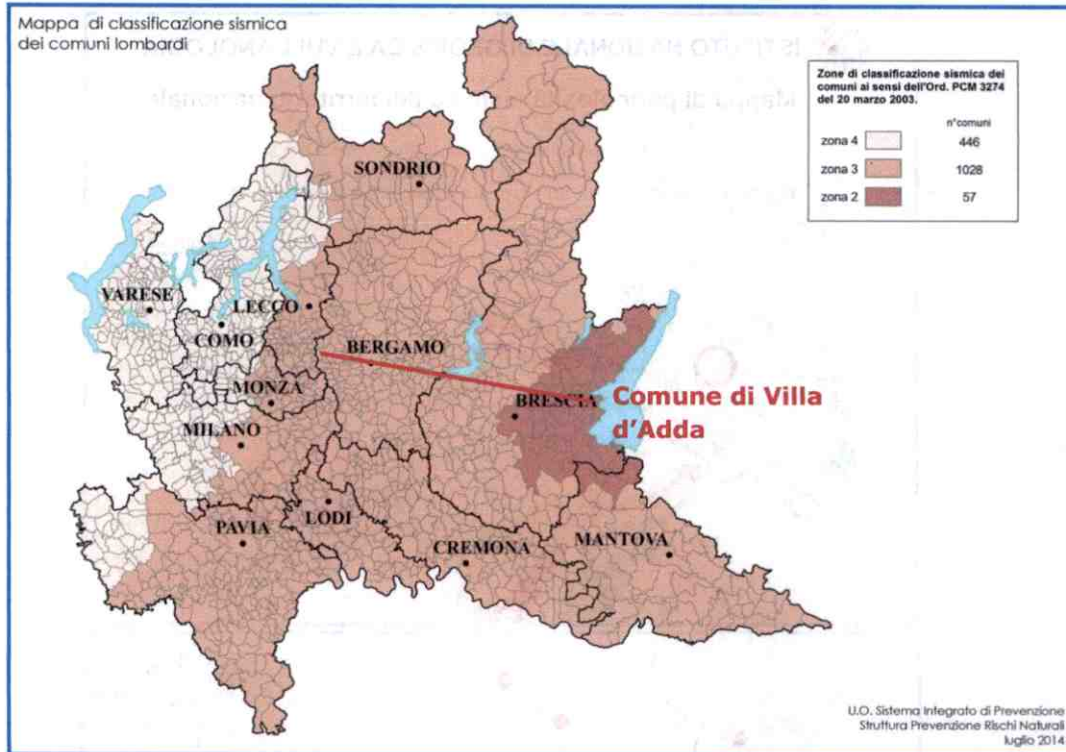 Mappa di classificazione sismica
dei comuni lombardi
Zone di classificazione sismica dei
comuni ai sensi dell'Ord. PCM 3274
del 20 marzo 2003.
n°comuni
zona 4 446
zona 3 1028
zona 2 57
SONDRIO
VARESE
LECCO
COMO
BERGAMO
MONZA
BRESCIA
Comune di Villa
d'Adda
MILANO
LODI
PAVIA
CREMONA
MANTOVA
U.O. Sistema Integrato di Prevenzione
Struttura Prevenzione Rischi Naturali
luglio 2014